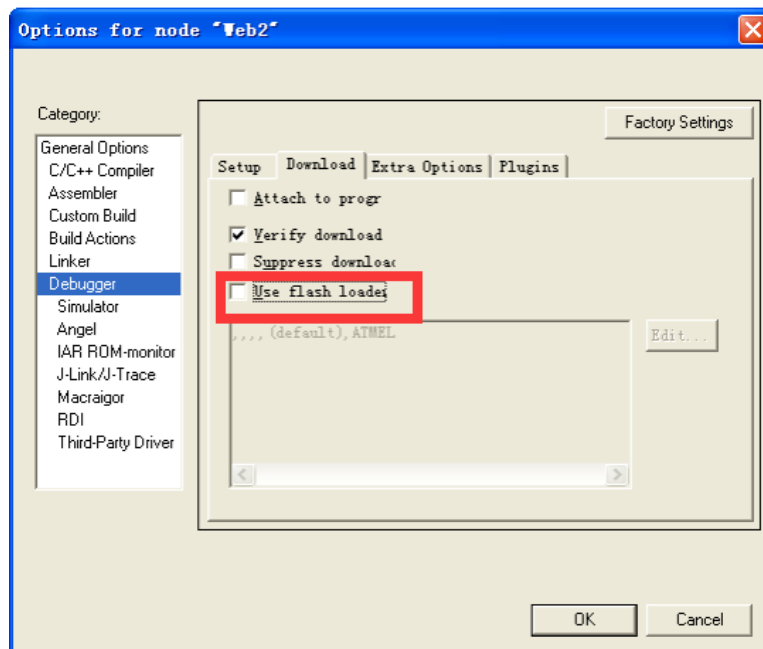 Options for node "Web2"
Category:
Factory Settings
General Options
C/C++ Compiler
Assembler
Custom Build
Build Actions
Linker
Debugger
Simulator
Angel
IAR ROM-monitor
J-Link/J-Trace
Macraigor
RDI
Third-Party Driver
Setup Download Extra Options Plugins
Attach to progr
Verify download
Suppress downloac
Use flash loader
,,,, (default), ATMEL
Edit...
OK Cancel